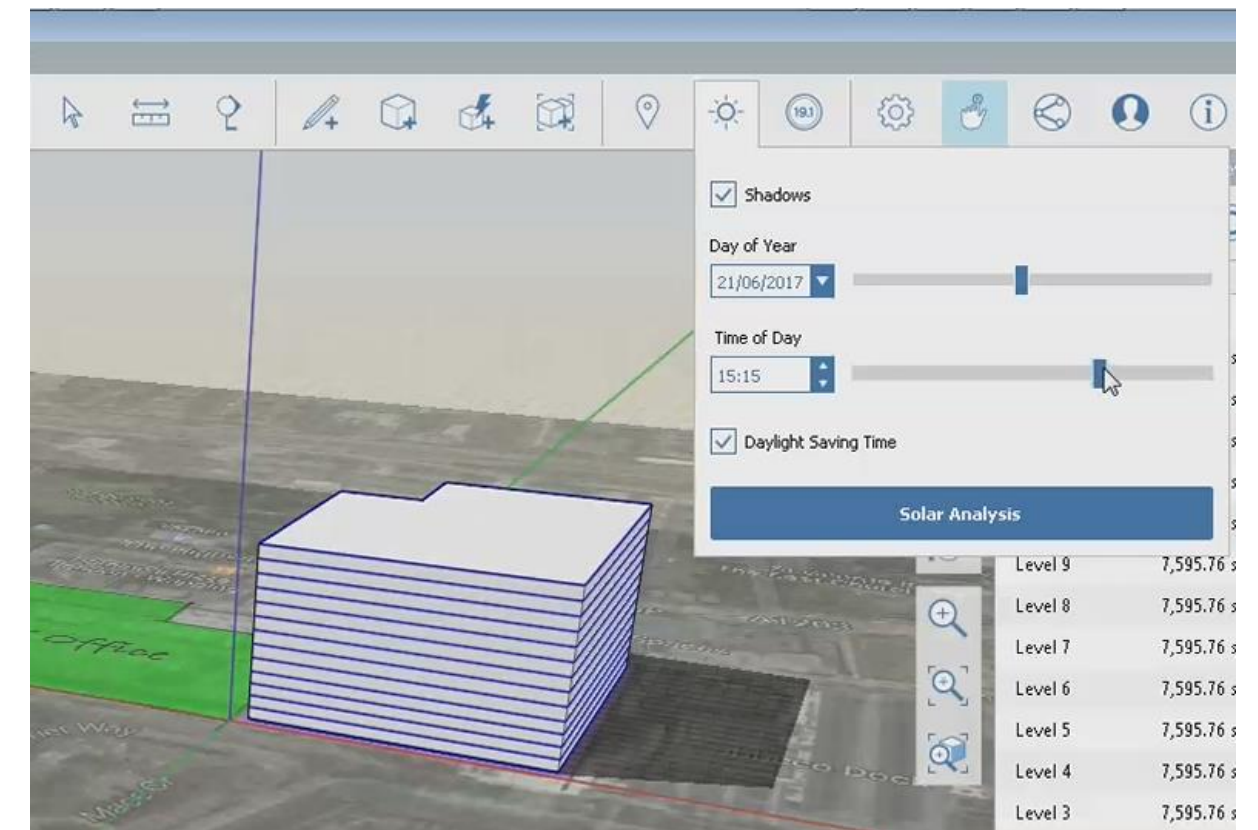 19.1
Shadows
Day of Year
21/06/2017
Time of Day
15:15
Daylight Saving Time
Solar Analysis
Level 9 7,595.76 s
Level 8 7,595.76 s
Level 7 7,595.76 s
Level 6 7,595.76 s
Level 5 7,595.76 s
Level 4 7,595.76 s
Level 3 7,595.76 s
Office